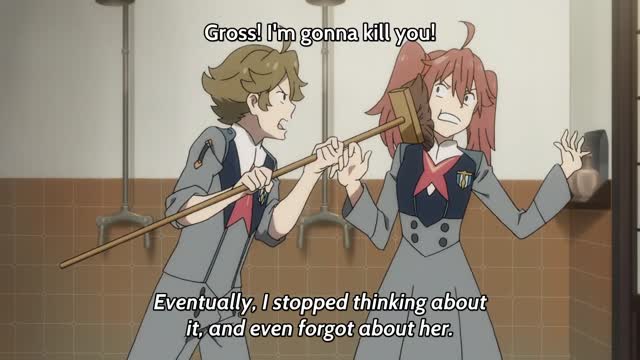 Gross! I'm gonna kill you!
Eventually, I stopped thinking about
it, and even forgot about her.